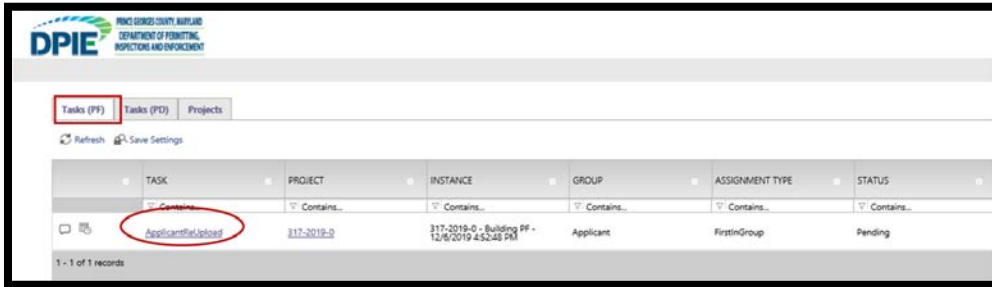 DPIE
PRINCE GEORGES COUNTY, MARYLAND
DEPARTMENT OF PERMITTING,
INSPECTIONS AND ENFORCEMENT
Tasks (PF) Tasks (PD) Projects
Refresh Save Settings
TASK PROJECT INSTANCE GROUP ASSIGNMENT TYPE STATUS
Contains... Contains... Contains... Contains... Contains... Contains...
ApplicantReUpload 317-2019-0 317-2019-0 - Building PF - Applicant FirstInGroup Pending
12/6/2019 4:52:48 PM
1 - 1 of 1 records